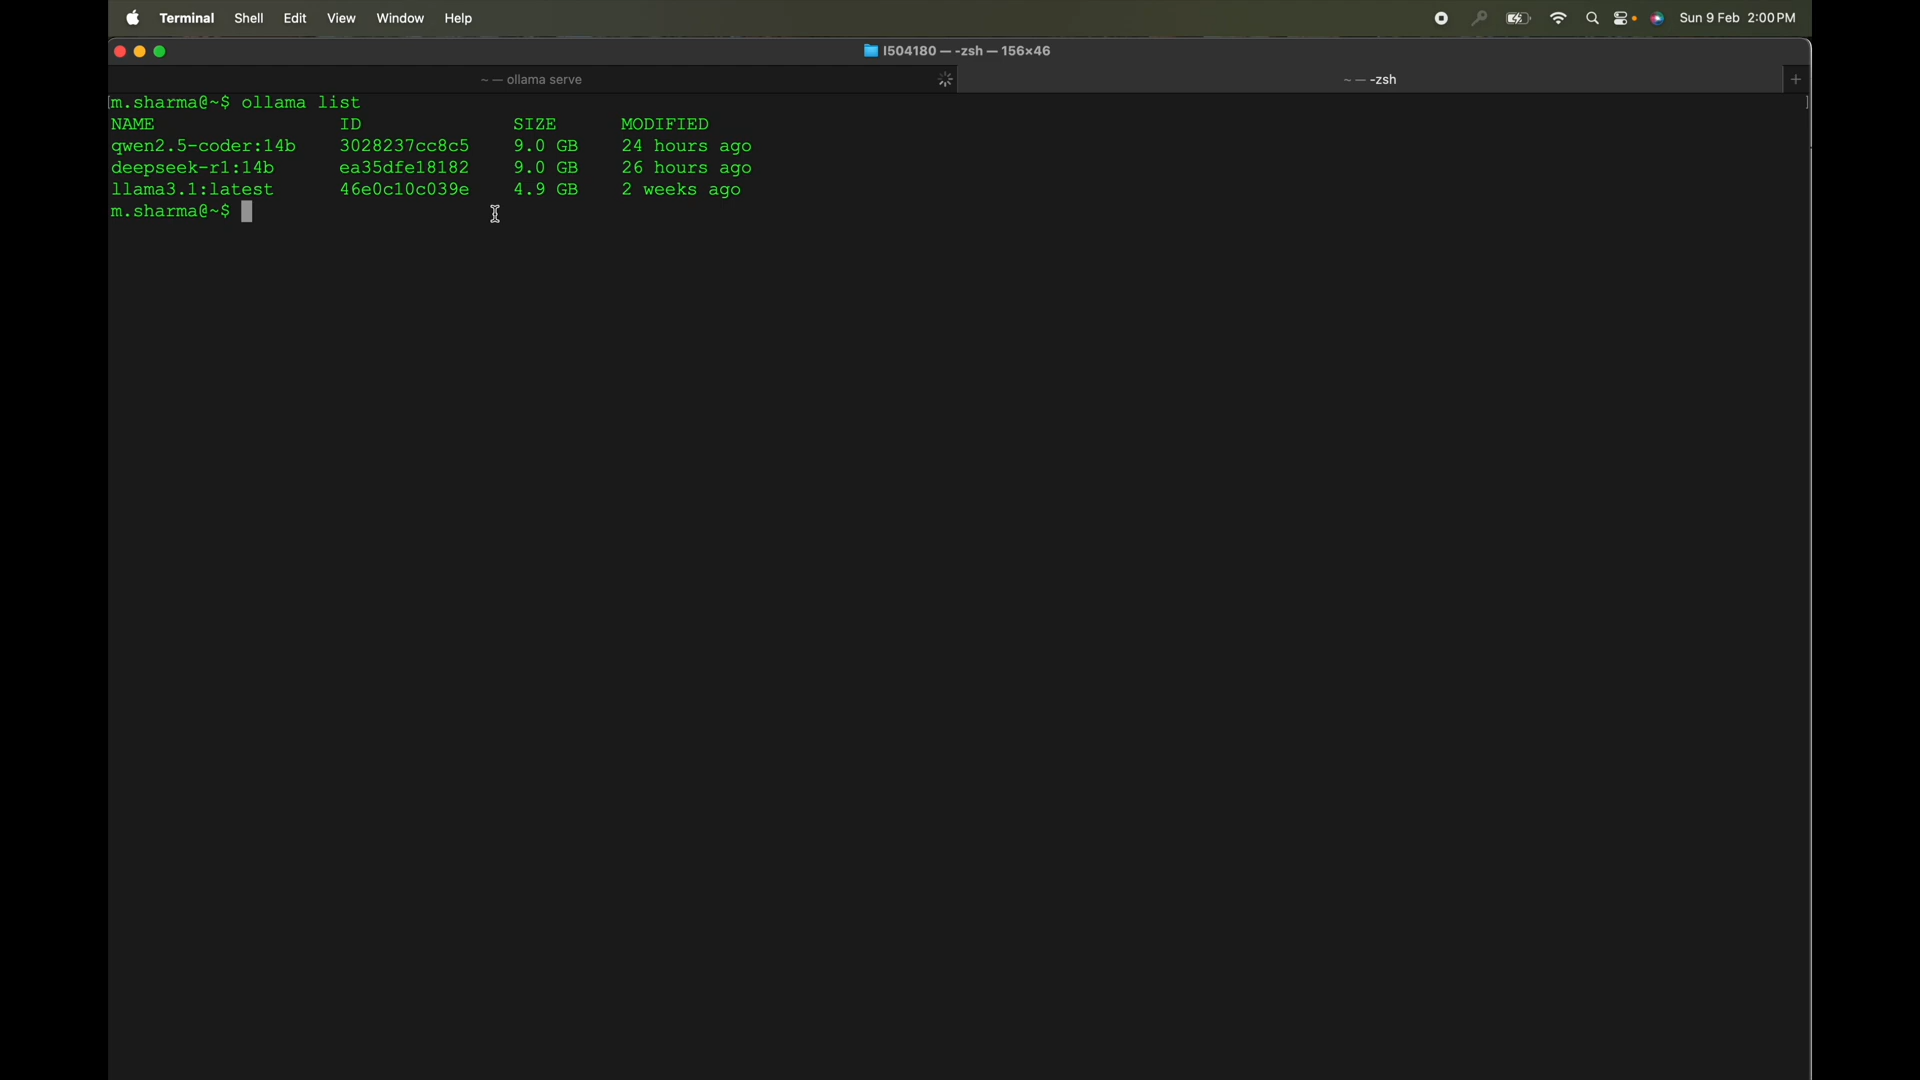 Terminal Shell Edit View Window Help Sun 9 Feb 2:00 PM
I504180 — -zsh — 156×46
~ — ollama serve ~ — -zsh +
[m.sharma@~$ ollama list ]
NAME ID SIZE MODIFIED
qwen2.5-coder:14b 3028237cc8c5 9.0 GB 24 hours ago
deepseek-r1:14b ea35dfe18182 9.0 GB 26 hours ago
llama3.1:latest 46e0c10c039e 4.9 GB 2 weeks ago
m.sharma@~$